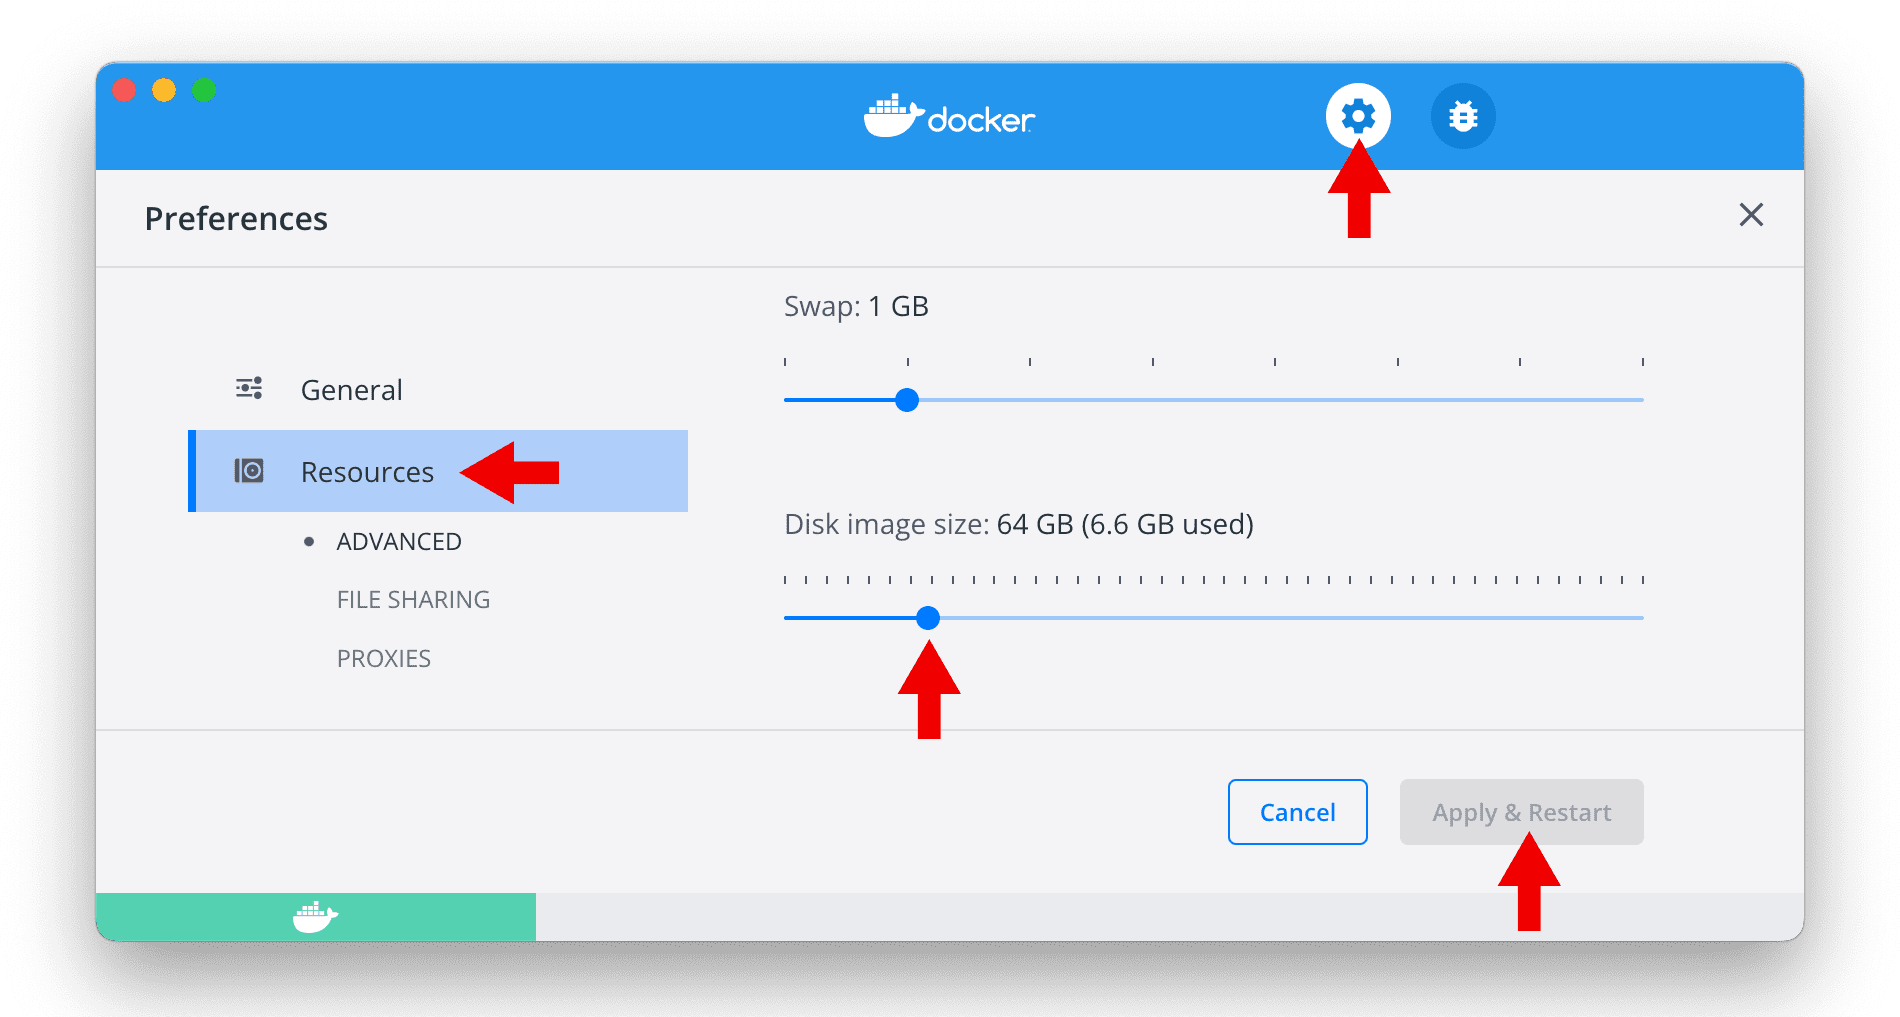 docker
Preferences
Swap: 1 GB
General
Resources
ADVANCED
FILE SHARING
PROXIES
Disk image size: 64 GB (6.6 GB used)
Cancel
Apply & Restart